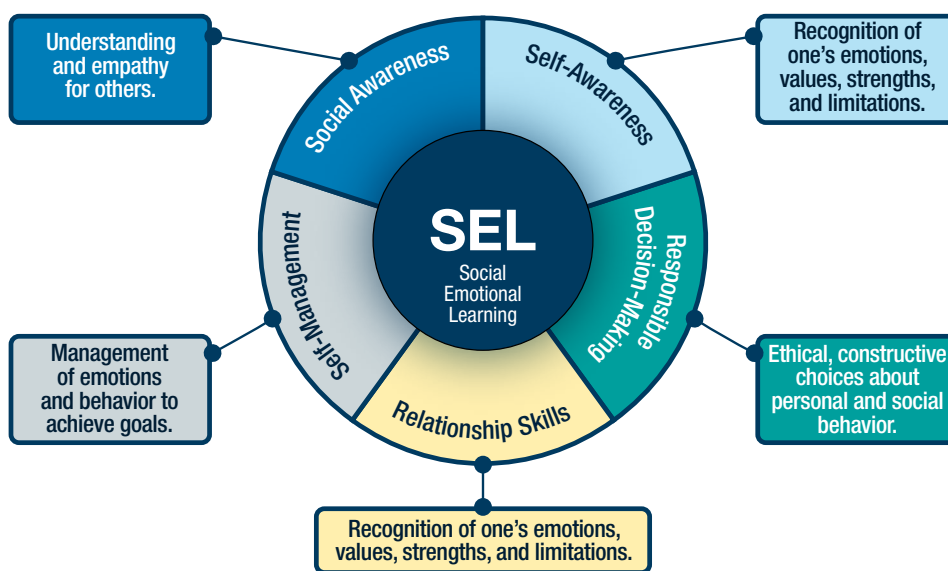 Understanding
and empathy
for others.
Social Awareness
Self-Awareness
Recognition of
one's emotions,
values, strengths,
and limitations.
SEL
Social
Emotional
Learning
Self-Management
Responsible
Decision-Making
Management
of emotions
and behavior to
achieve goals.
Relationship Skills
Ethical, constructive
choices about
personal and social
behavior.
Recognition of one's emotions,
values, strengths, and limitations.